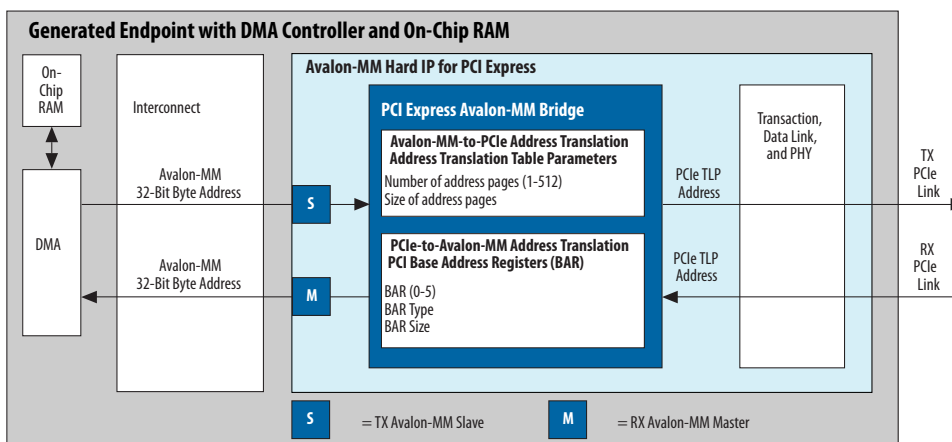 Generated Endpoint with DMA Controller and On-Chip RAM
On-
Chip
RAM
Interconnect
DMA
Avalon-MM
32-Bit Byte Address
Avalon-MM
32-Bit Byte Address
Avalon-MM Hard IP for PCI Express
S
M
PCI Express Avalon-MM Bridge
Avalon-MM-to-PCIe Address Translation
Address Translation Table Parameters
Number of address pages (1-512)
Size of address pages
PCIe-to-Avalon-MM Address Translation
PCI Base Address Registers (BAR)
BAR (0-5)
BAR Type
BAR Size
PCIe TLP
Address
PCIe TLP
Address
Transaction,
Data Link,
and PHY
TX
PCIe
Link
RX
PCIe
Link
S = TX Avalon-MM Slave
M = RX Avalon-MM Master